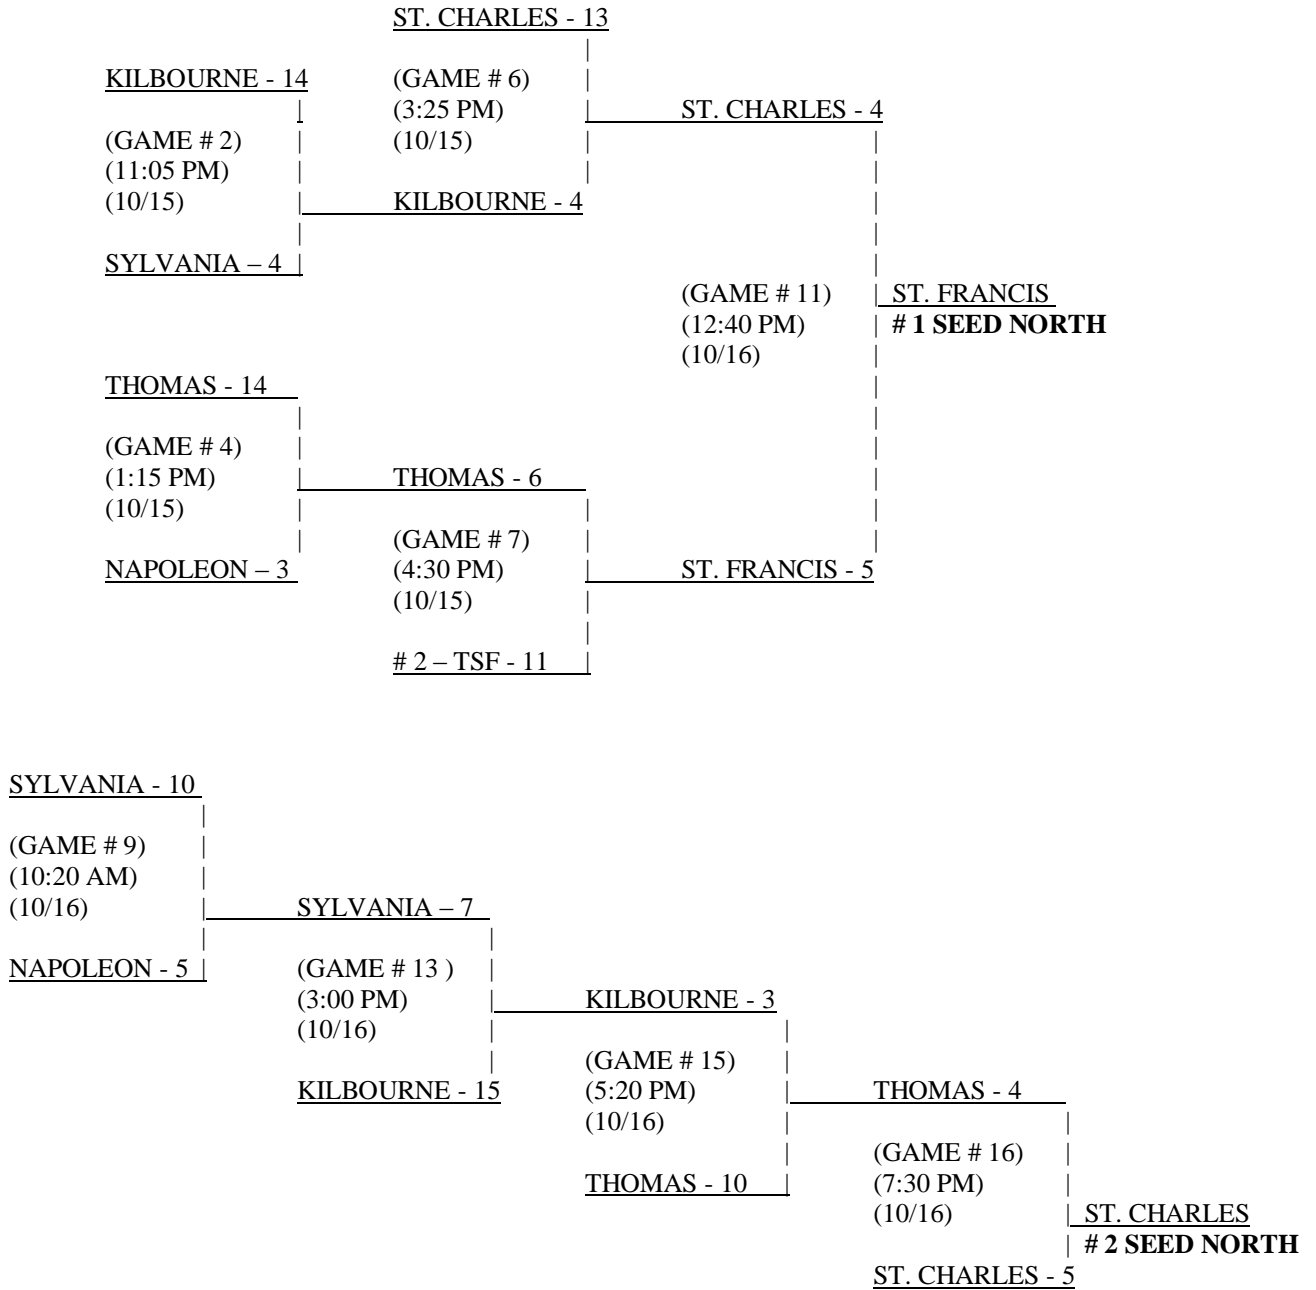 ST. CHARLES - 13
KILBOURNE - 14
(GAME # 6)
(3:25 PM)
ST. CHARLES - 4
(GAME # 2)
(10/15)
(11:05 PM)
(10/15)
KILBOURNE - 4
SYLVANIA – 4
(GAME # 11)
ST. FRANCIS
(12:40 PM)
# 1 SEED NORTH
(10/16)
THOMAS - 14
(GAME # 4)
(1:15 PM)
THOMAS - 6
(10/15)
(GAME # 7)
NAPOLEON – 3
(4:30 PM)
ST. FRANCIS - 5
(10/15)
# 2 – TSF - 11
SYLVANIA - 10
(GAME # 9)
(10:20 AM)
(10/16)
SYLVANIA – 7
NAPOLEON - 5
(GAME # 13 )
(3:00 PM)
KILBOURNE - 3
(10/16)
(GAME # 15)
KILBOURNE - 15
(5:20 PM)
THOMAS - 4
(10/16)
(GAME # 16)
THOMAS - 10
(7:30 PM)
(10/16)
ST. CHARLES
# 2 SEED NORTH
ST. CHARLES - 5